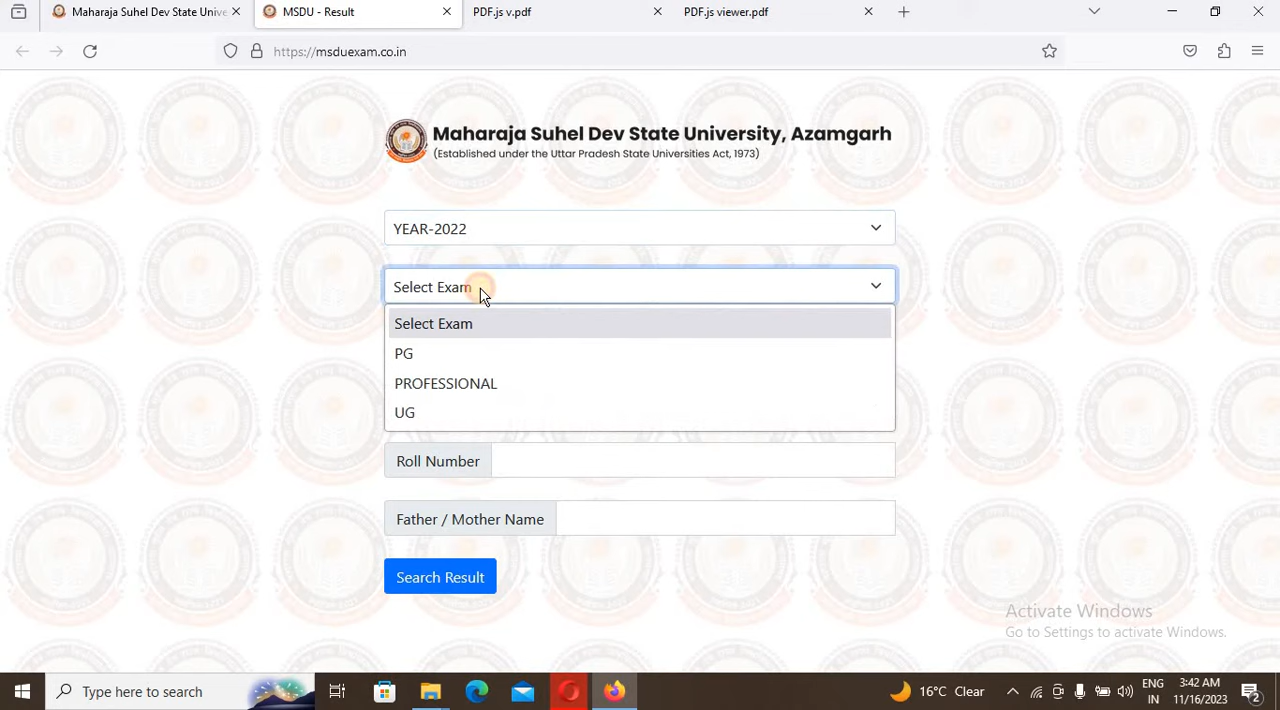 Maharaja Suhel Dev State Unive
MSDU - Result
PDF.js v.pdf
PDF.js viewer.pdf
https://msduexam.co.in
Maharaja Suhel Dev State University, Azamgarh
(Established under the Uttar Pradesh State Universities Act, 1973)
YEAR-2022
Select Exam
Select Exam
PG
PROFESSIONAL
UG
Roll Number
Father / Mother Name
Search Result
Activate Windows
Go to Settings to activate Windows.
Type here to search
16°C Clear
ENG
IN
3:42 AM
11/16/2023
2